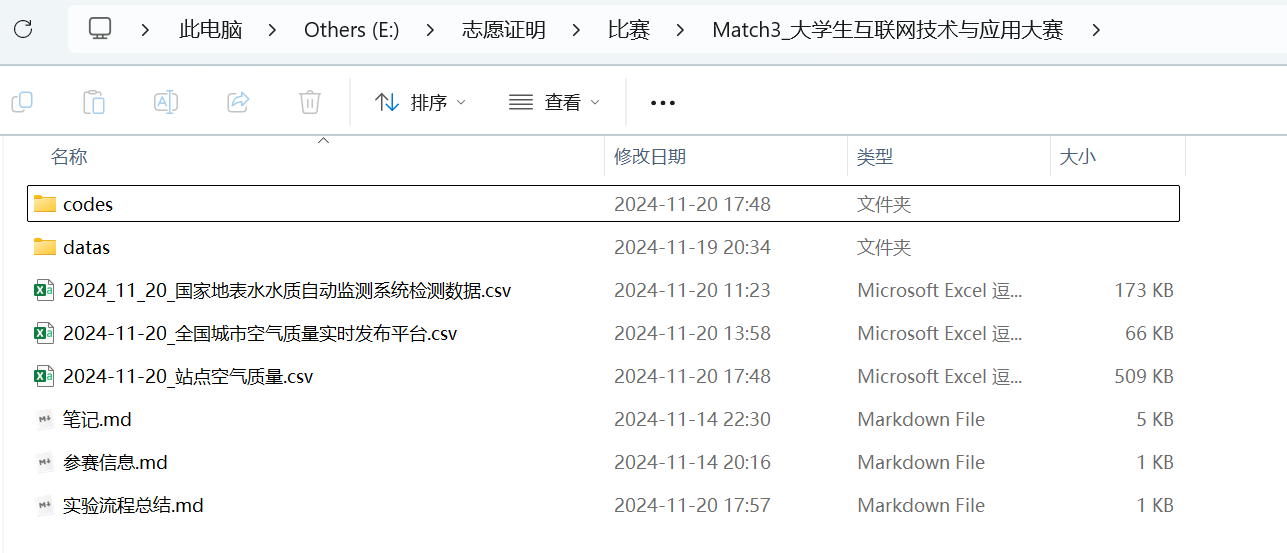 此电脑 > Others (E:) > 志愿证明 > 比赛 > Match3_大学生互联网技术与应用大赛 >
排序 查看 •••
名称 修改日期 类型 大小
codes 2024-11-20 17:48 文件夹
datas 2024-11-19 20:34 文件夹
2024_11_20_国家地表水水质自动监测系统检测数据.csv 2024-11-20 11:23 Microsoft Excel 逗... 173 KB
2024-11-20_全国城市空气质量实时发布平台.csv 2024-11-20 13:58 Microsoft Excel 逗... 66 KB
2024-11-20_站点空气质量.csv 2024-11-20 17:48 Microsoft Excel 逗... 509 KB
笔记.md 2024-11-14 22:30 Markdown File 5 KB
参赛信息.md 2024-11-14 20:16 Markdown File 1 KB
实验流程总结.md 2024-11-20 17:57 Markdown File 1 KB